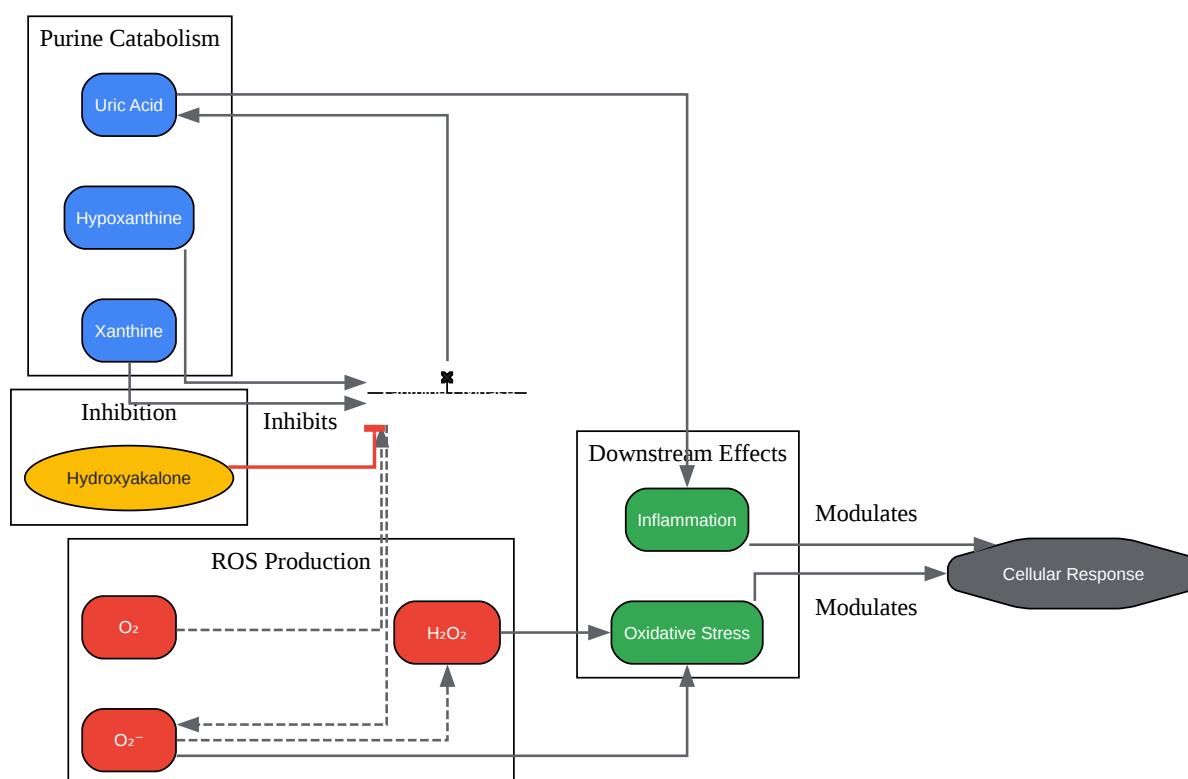 Purine Catabolism
Uric Acid
Hypoxanthine
Xanthine
Inhibition
Inhibits
Hydroxyakalone
Downstream Effects
Inflammation
Modulates
Cellular Response
ROS Production
O₂
H₂O₂
Oxidative Stress
Modulates
O₂⁻